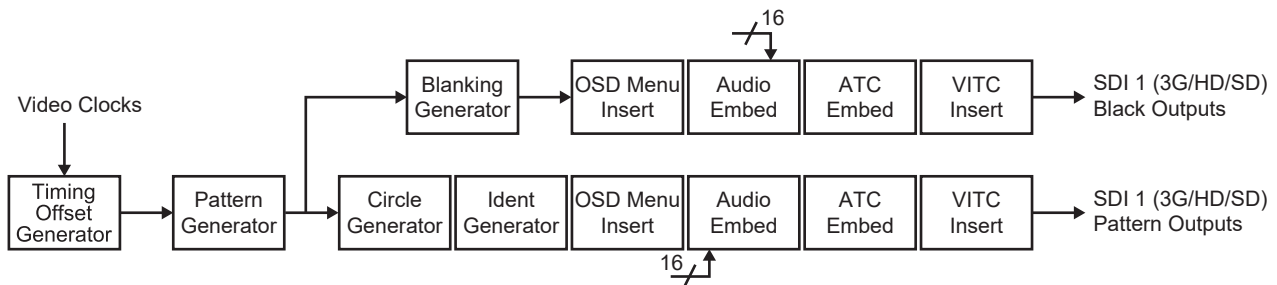 16
Blanking
Generator
OSD Menu
Insert
Audio
Embed
ATC
Embed
VITC
Insert
SDI 1 (3G/HD/SD)
Black Outputs
Video Clocks
Timing
Offset
Generator
Pattern
Generator
Circle
Generator
Ident
Generator
OSD Menu
Insert
Audio
Embed
ATC
Embed
VITC
Insert
SDI 1 (3G/HD/SD)
Pattern Outputs
16